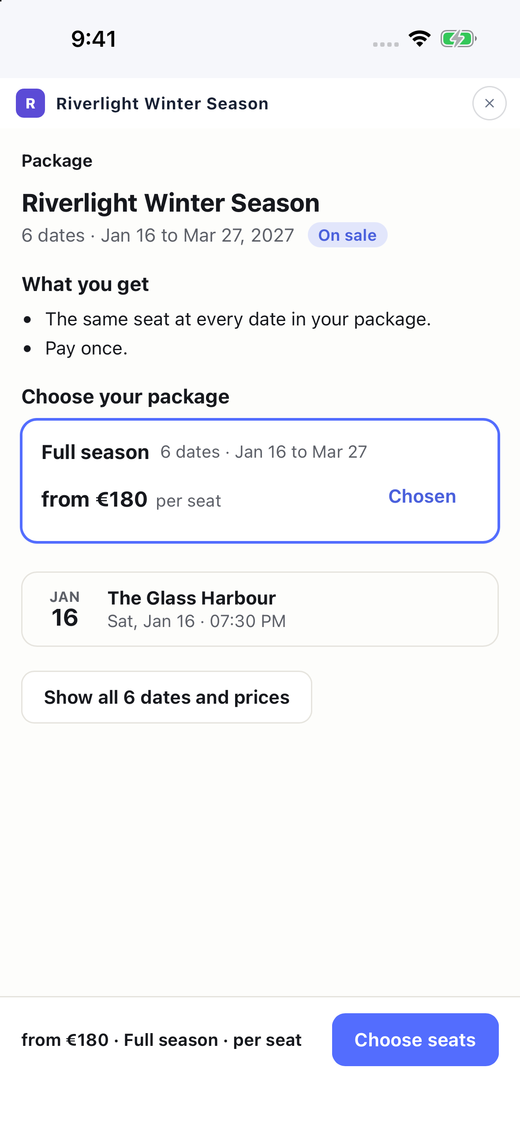 9:41
R Riverlight Winter Season
Package
Riverlight Winter Season
6 dates · Jan 16 to Mar 27, 2027 On sale
What you get
• The same seat at every date in your package.
• Pay once.
Choose your package
Full season 6 dates · Jan 16 to Mar 27
from €180 per seat Chosen
JAN
16
The Glass Harbour
Sat, Jan 16 · 07:30 PM
Show all 6 dates and prices
from €180 · Full season · per seat Choose seats